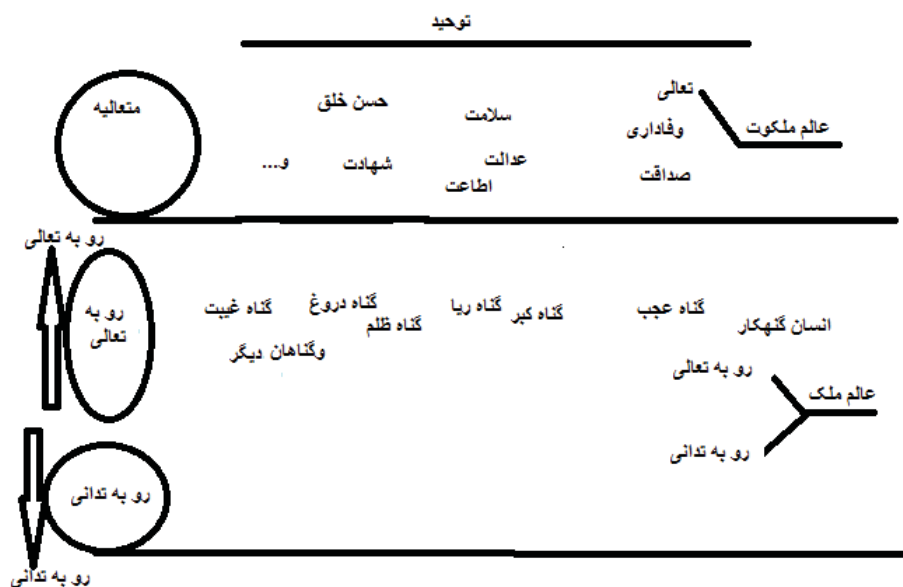 توحید
متعالیه
حسن خلق
سلامت
تعالی
وفاداری
عالم ملکوت
و...
شهادت
عدالت
اطاعت
صداقت
رو به تعالی
رو به
تعالی
گناه غیبت
گناه دروغ
گناه ظلم
وگناهان دیگر
گناه ریا
گناه کبر
گناه عجب
انسان گنهکار
رو به تعالی
عالم ملک
رو به تدانی
رو به تدانی
رو به تدانی